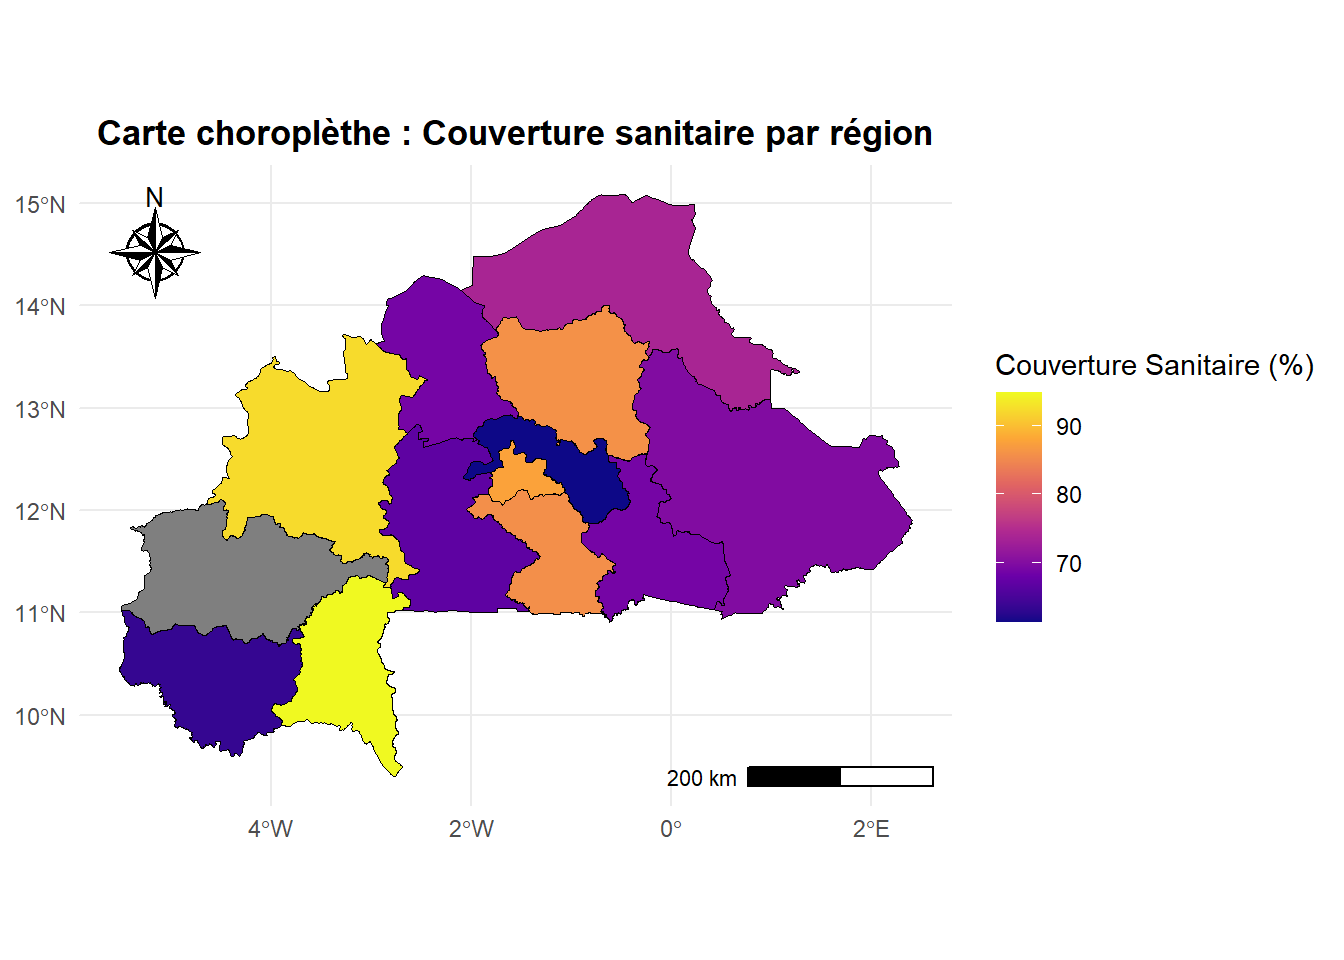 Carte choroplèthe : Couverture sanitaire par région
N
15°N
14°N
13°N
12°N
11°N
10°N
4°W
2°W
0°
2°E
200 km
Couverture Sanitaire (%)
90
80
70